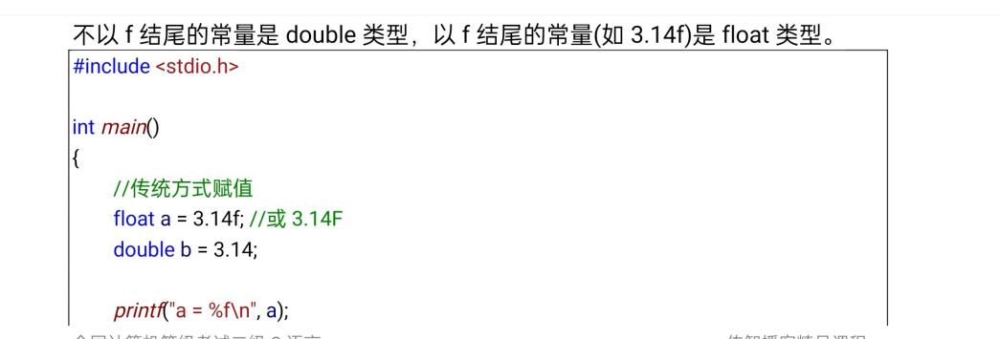 不以 f 结尾的常量是 double 类型，以 f 结尾的常量(如 3.14f)是 float 类型。
#include <stdio.h>
int main()
{
//传统方式赋值
float a = 3.14f; //或 3.14F
double b = 3.14;
printf("a = %f\n", a);